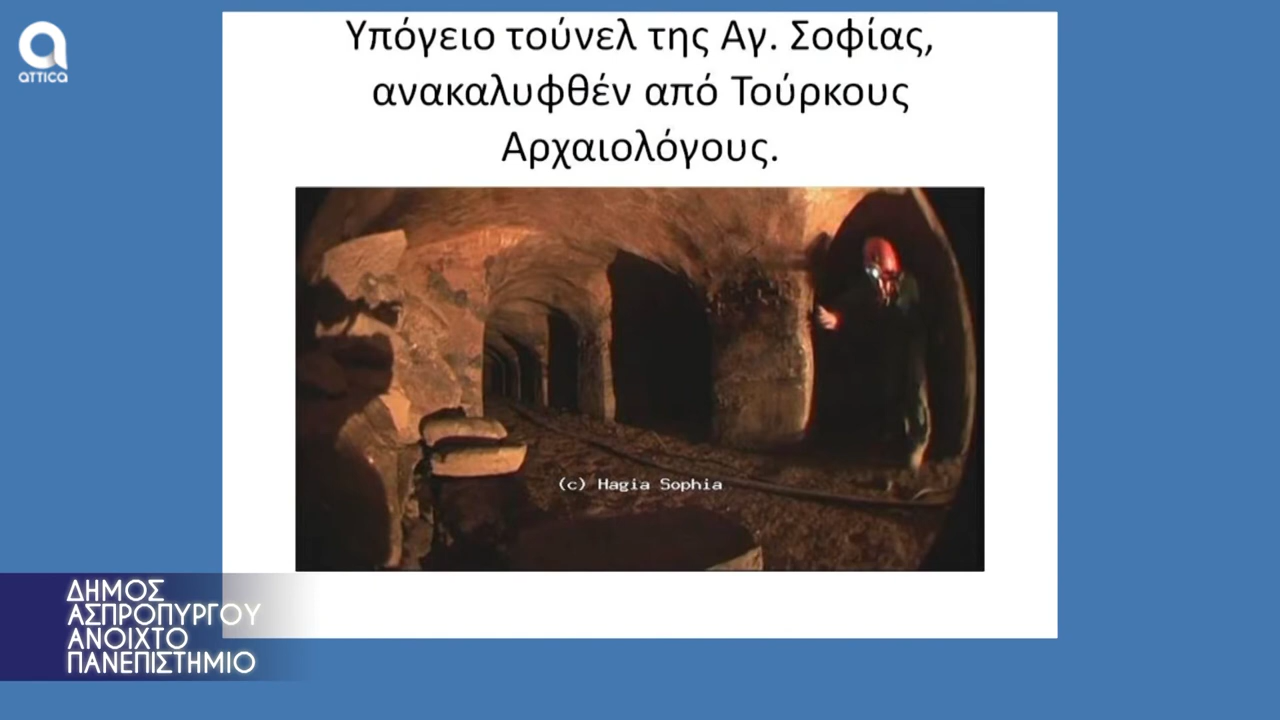 attica
Υπόγειο τούνελ της Αγ. Σοφίας,
ανακαλυφθέν από Τούρκους
Αρχαιολόγους.
(c) Hagia Sophia
ΔΗΜΟΣ
ΑΣΠΡΟΠΥΡΓΟΥ
ΑΝΟΙΧΤΟ
ΠΑΝΕΠΙΣΤΗΜΙΟ